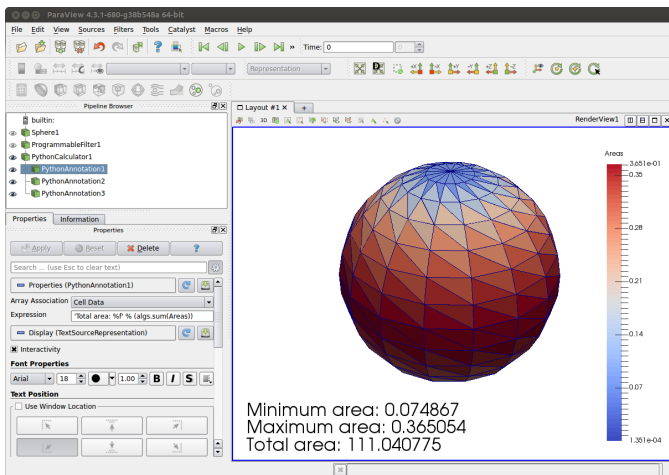 ParaView 4.3.1-680-g38b548a 64-bit
File Edit View Sources Filters Tools Catalyst Macros Help
Time: 0 0
Representation
Pipeline Browser
builtin:
Sphere1
ProgrammableFilter1
PythonCalculator1
PythonAnnotation1
PythonAnnotation2
PythonAnnotation3
Properties Information
Properties
Apply Reset Delete ?
Search ... (use Esc to clear text)
Properties (PythonAnnotation1)
Array Association Cell Data
Expression "Total area: %f' % (algs.sum(Areas))
Display (TextSourceRepresentation)
Interactivity
Font Properties
Arial 18 1.00 B I S
Text Position
Use Window Location
Layout #1 +
3D RenderView1
Areas
3.651e-01
0.35
0.28
0.21
0.14
0.07
1.351e-04
Minimum area: 0.074867
Maximum area: 0.365054
Total area: 111.040775